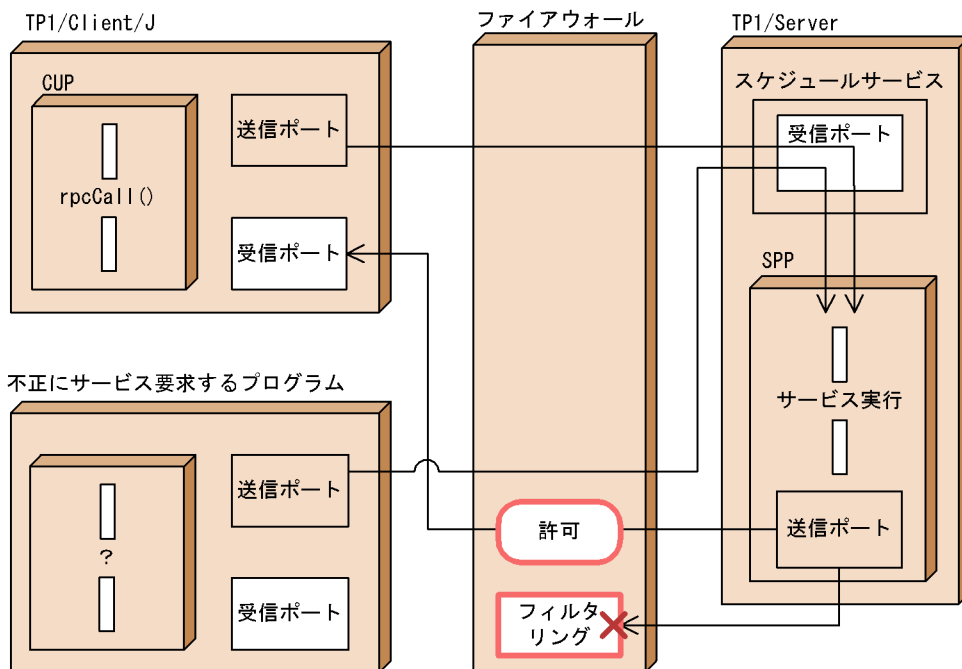 TP1/Client/J
CUP
rpcCall()
送信ポート
受信ポート
ファイアウォール
TP1/Server
スケジュールサービス
受信ポート
SPP
サービス実行
送信ポート
不正にサービス要求するプログラム
?
送信ポート
受信ポート
許可
フィルタ
リング